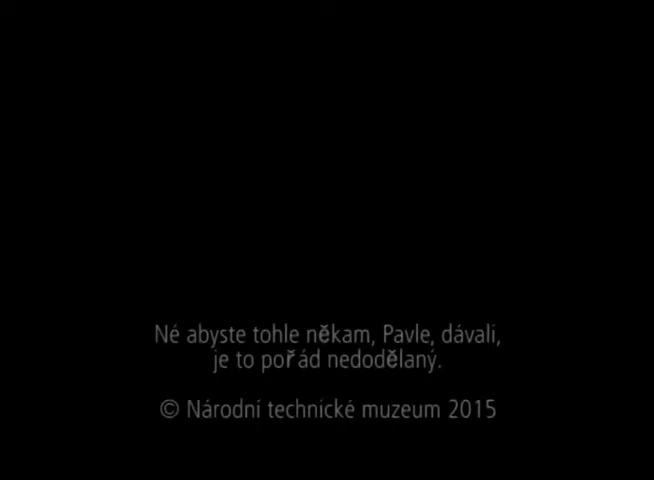 Né abyste tohle někam, Pavle, dávali,
je to pořád nedodělaný.
© Národní technické muzeum 2015